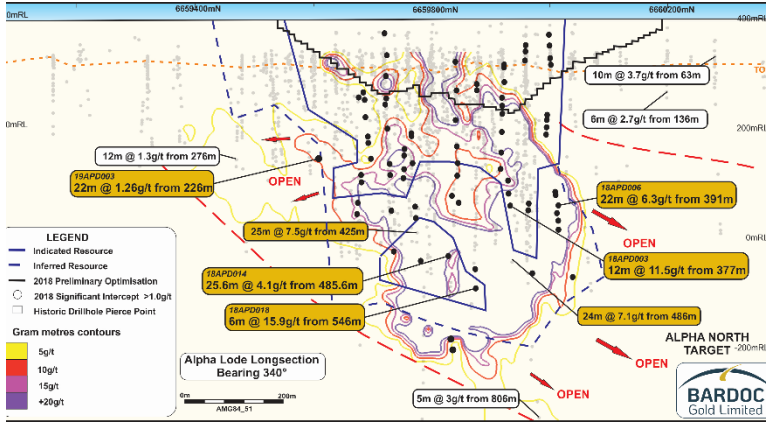 6659400mN
6659800mN
6660200mN
400mRL
200mRL
0mRL
-200mRL
TO
10m @ 3.7g/t from 63m
6m @ 2.7g/t from 136m
12m @ 1.3g/t from 276m
19APD003
22m @ 1.26g/t from 226m
OPEN
18APD006
22m @ 6.3g/t from 391m
OPEN
25m @ 7.5g/t from 425m
18APD003
12m @ 11.5g/t from 377m
18APD014
25.6m @ 4.1g/t from 485.6m
18APD018
6m @ 15.9g/t from 546m
24m @ 7.1g/t from 486m
ALPHA NORTH
TARGET
OPEN
OPEN
5m @ 3g/t from 806m
LEGEND
Indicated Resource
Inferred Resource
2018 Preliminary Optimisation
2018 Significant Intercept >1.0g/t
Historic Drillhole Pierce Point
Gram metres contours
5g/t
10g/t
15g/t
+20g/t
Alpha Lode Longsection
Bearing 340°
0m
200m
AMG84_51
BARDOC
Gold Limited